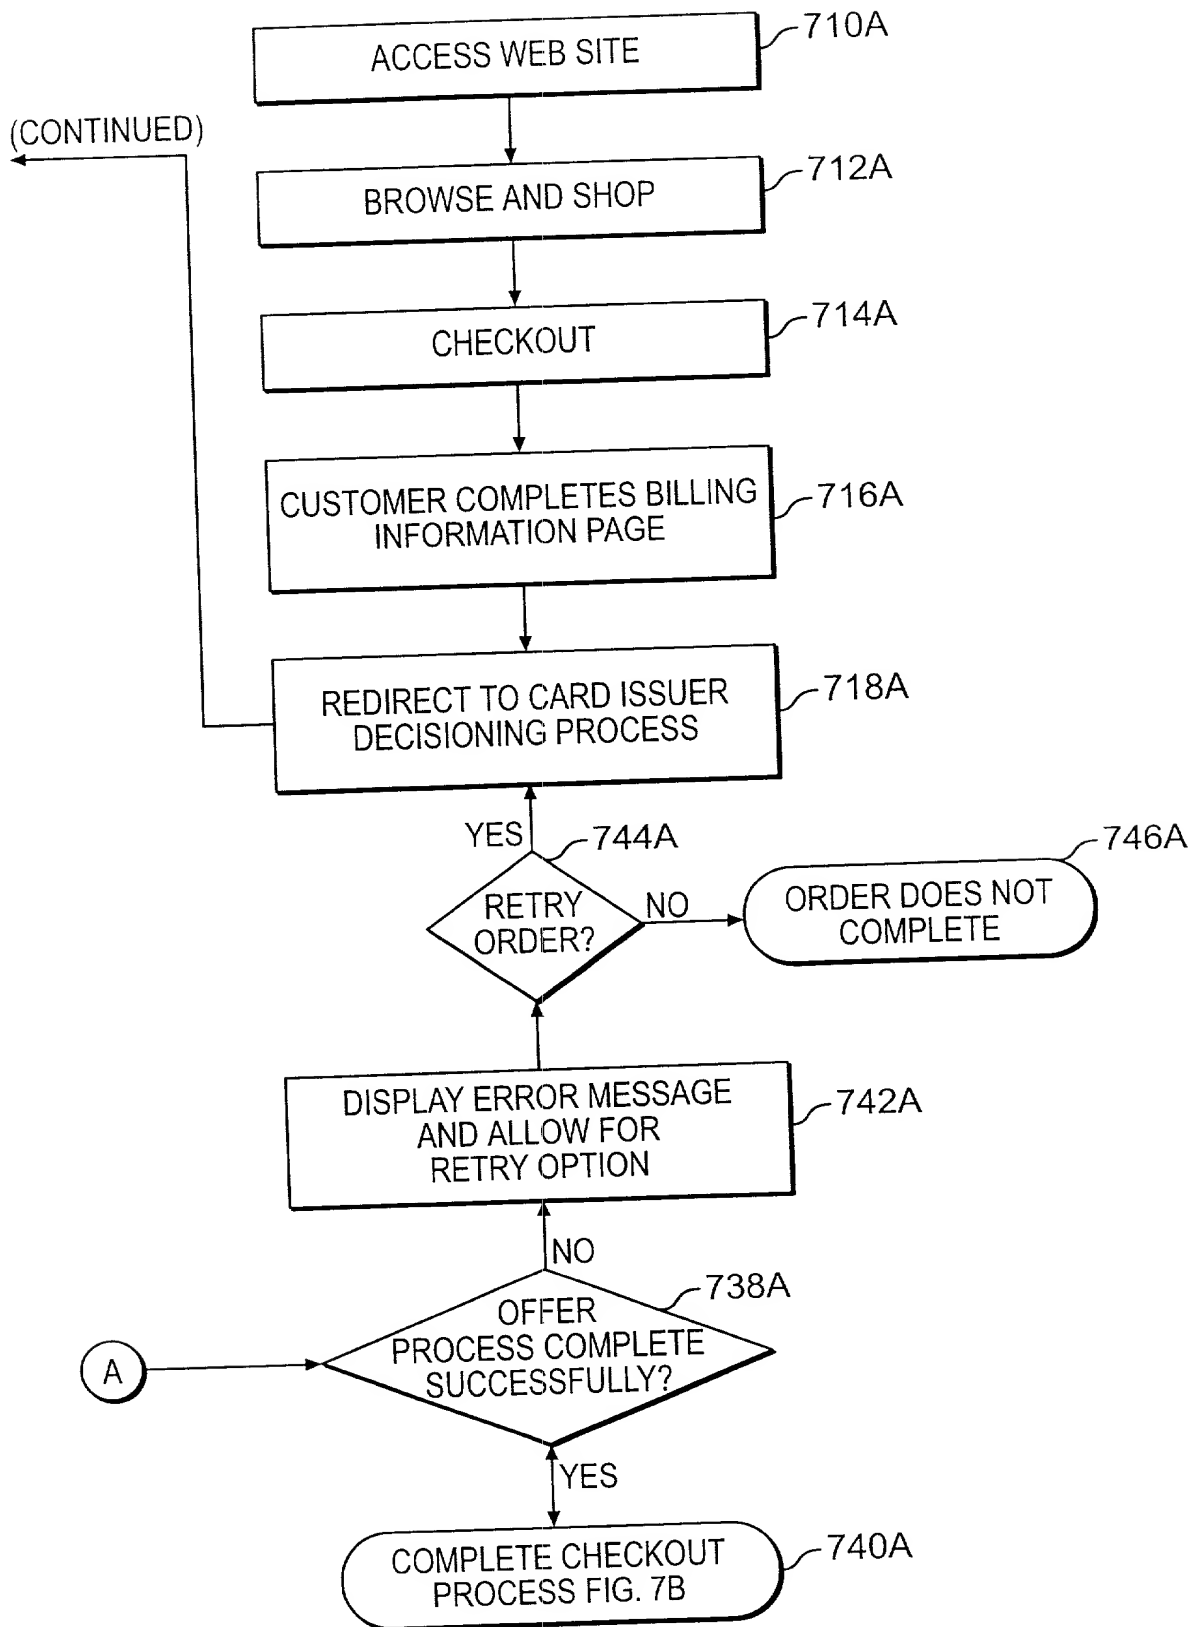 ACCESS WEB SITE
710A
(CONTINUED)
BROWSE AND SHOP
712A
CHECKOUT
714A
CUSTOMER COMPLETES BILLING
INFORMATION PAGE
716A
REDIRECT TO CARD ISSUER
DECISIONING PROCESS
718A
YES
744A
RETRY
ORDER?
NO
746A
ORDER DOES NOT
COMPLETE
DISPLAY ERROR MESSAGE
AND ALLOW FOR
RETRY OPTION
742A
NO
738A
OFFER
PROCESS COMPLETE
SUCCESSFULLY?
A
YES
COMPLETE CHECKOUT
PROCESS FIG. 7B
740A